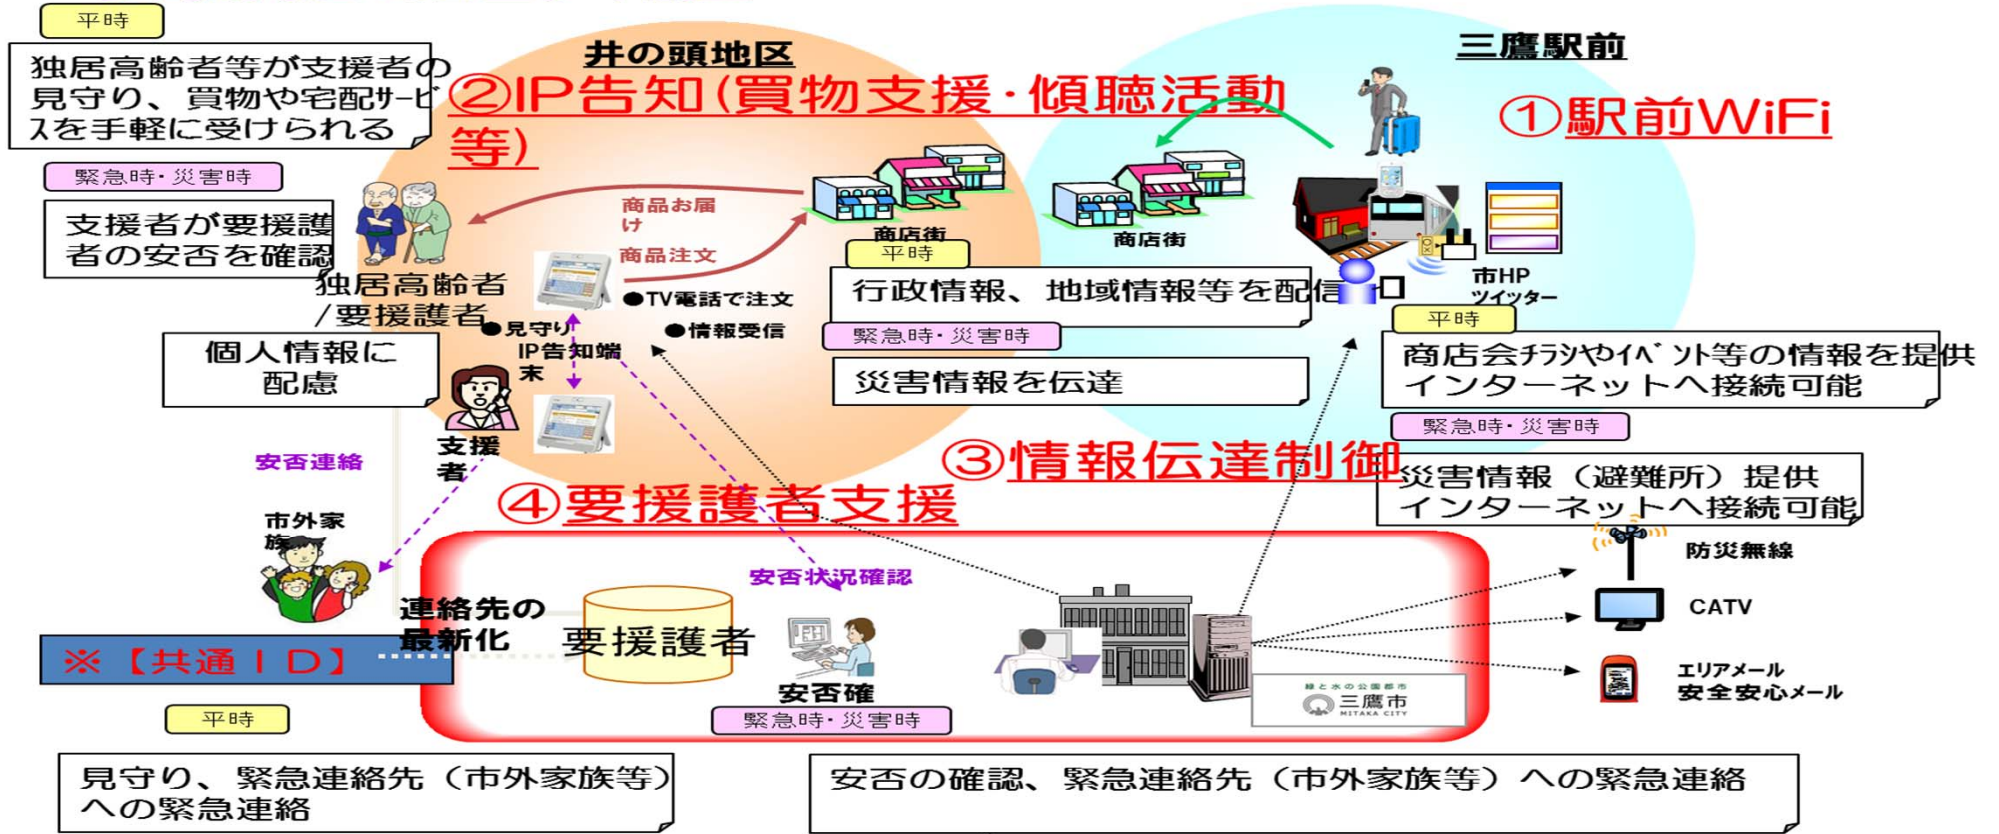 平時
独居高齢者等が支援者の
見守り、買物や宅配ｻｰﾋﾞ
ｽを手軽に受けられる
緊急時・災害時
支援者が要援護
者の安否を確認
井の頭地区
②IP告知(買物支援・傾聴活動
等)
三鷹駅前
①駅前WiFi
商品お届
け
商品注文
商店街
商店街
独居高齢者
/要援護者
●TV電話で注文
●見守り
●情報受信
IP告知端
末
平時
行政情報、地域情報等を配信
緊急時・災害時
災害情報を伝達
市HP
ツイッター
平時
商店会ﾁﾗｼやｲﾍﾞﾝﾄ等の情報を提供
インターネットへ接続可能
緊急時・災害時
災害情報（避難所）提供
インターネットへ接続可能
個人情報に
配慮
支援
者
安否連絡
市外家
族
③情報伝達制御
④要援護者支援
安否状況確認
連絡先の
最新化
要援護者
安否確
緊急時・災害時
緑と水の公園都市
三鷹市
MITAKA CITY
防災無線
CATV
エリアメール
安全安心メール
※【共通ＩＤ】
平時
見守り、緊急連絡先（市外家族等）
への緊急連絡
安否の確認、緊急連絡先（市外家族等）への緊急連絡